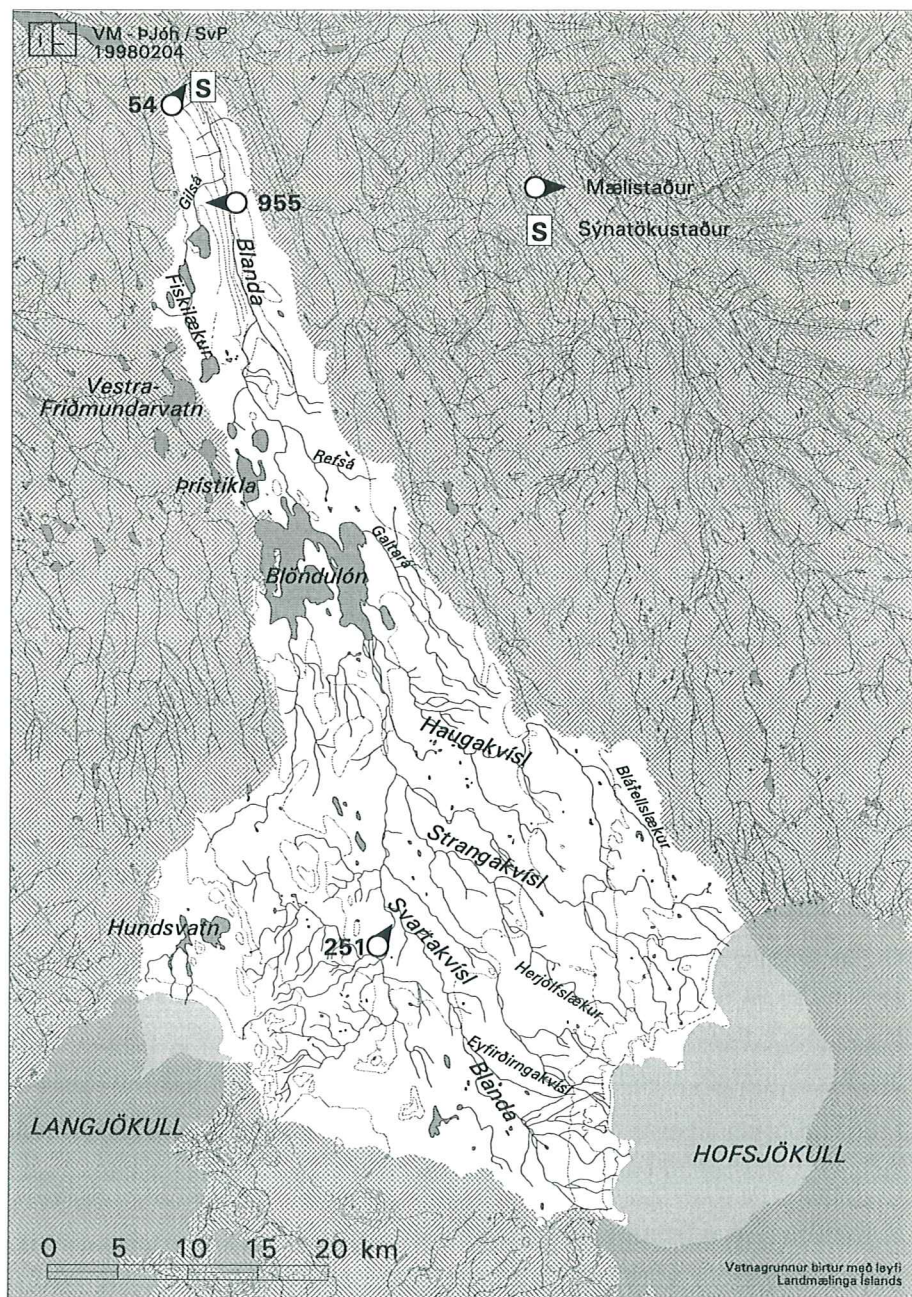 VM - ÞJóh / SvP
19980204
S
54
Gilsá
955
Mælistaður
S
Sýnatökustaður
Blanda
Fiskilækur
Vestra-
Friðmundarvatn
Refsá
Þrístikla
Galtará
Blöndulón
Haugakvísl
Bláfellslækur
Strangakvísl
Svartakvísl
Hundsvatn
251
Herjólfslækur
Eyfirðirngakvísl
Blanda
LANGJÖKULL
HOFSJÖKULL
0 5 10 20 km
Vatnagrunnur birtur með leyfi
Landmælinga Íslands